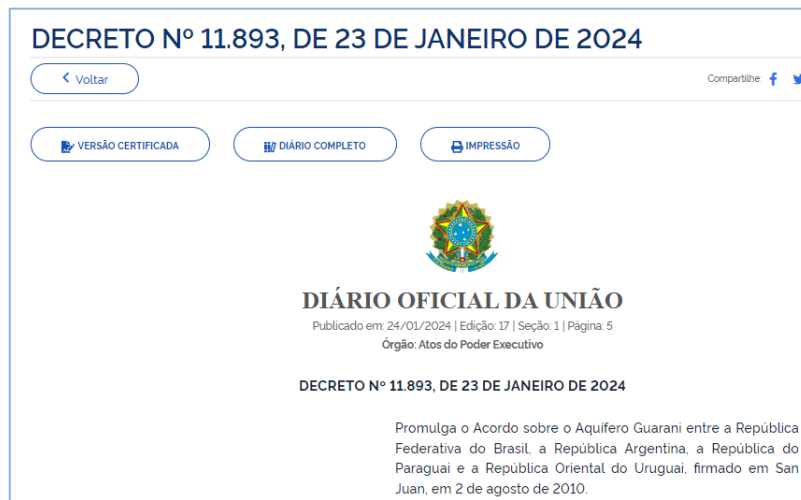 DECRETO Nº 11.893, DE 23 DE JANEIRO DE 2024
Voltar
Compartilhe:
VERSÃO CERTIFICADA
DIÁRIO COMPLETO
IMPRESSÃO
DIÁRIO OFICIAL DA UNIÃO
Publicado em: 24/01/2024 | Edição: 17 | Seção: 1 | Página: 5
Órgão: Atos do Poder Executivo
DECRETO Nº 11.893, DE 23 DE JANEIRO DE 2024
Promulga o Acordo sobre o Aquífero Guarani entre a República
Federativa do Brasil, a República Argentina, a República do
Paraguai e a República Oriental do Uruguai, firmado em San
Juan, em 2 de agosto de 2010.